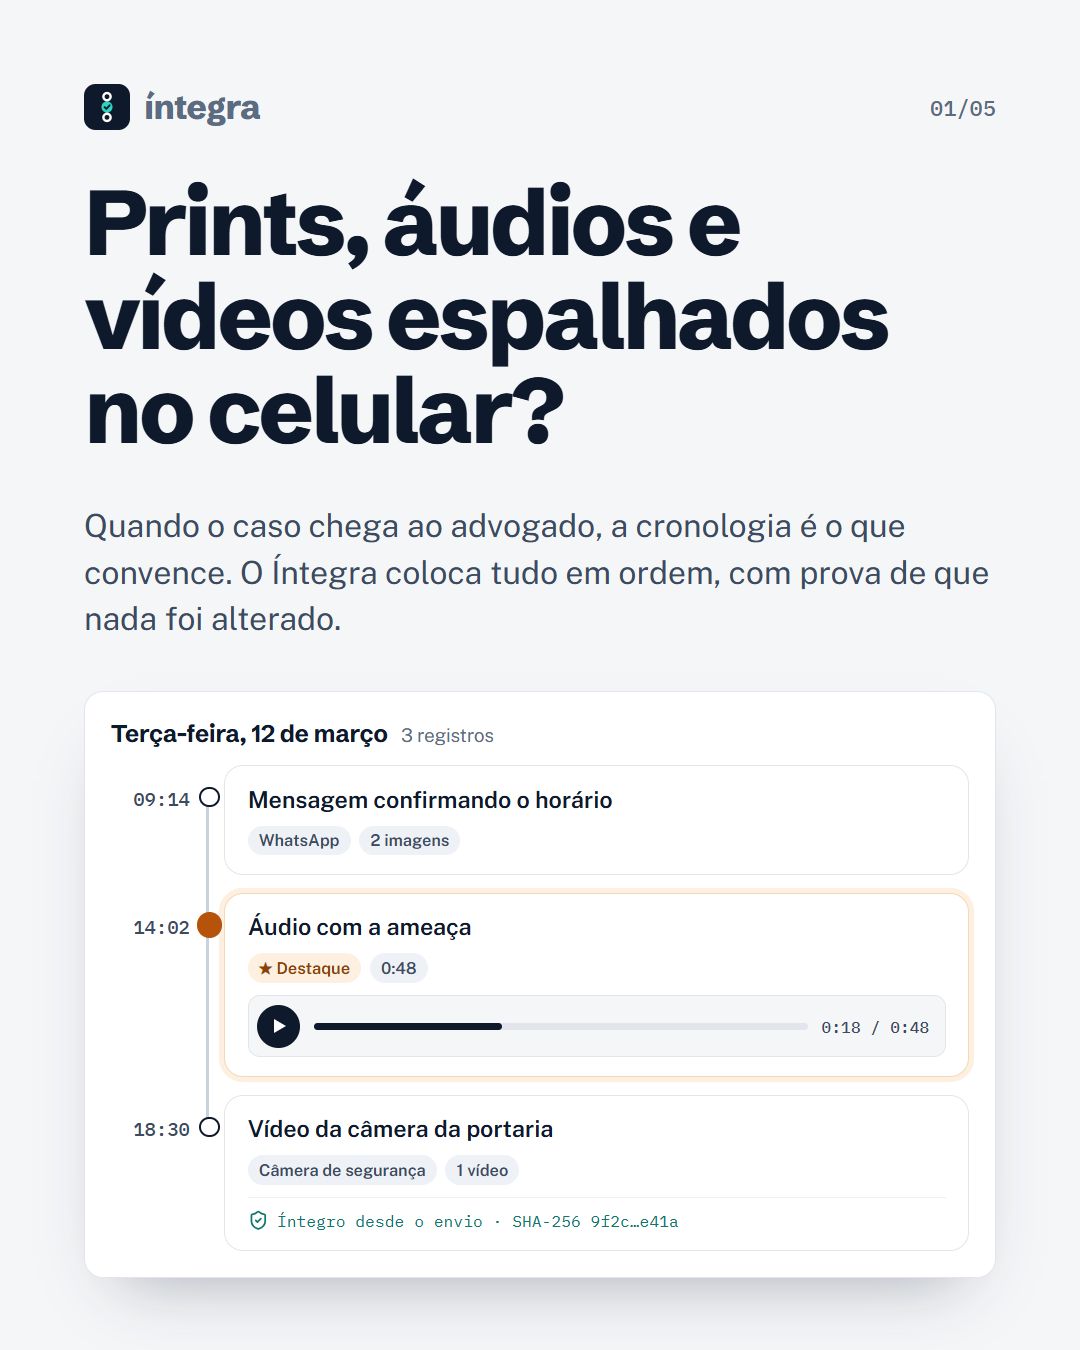 íntegra
01/05
Prints, áudios e
vídeos espalhados
no celular?
Quando o caso chega ao advogado, a cronologia é o que
convence. O Íntegra coloca tudo em ordem, com prova de que
nada foi alterado.
Terça-feira, 12 de março 3 registros
09:14 Mensagem confirmando o horário
WhatsApp 2 imagens
14:02 Áudio com a ameaça
★ Destaque 0:48
0:18 / 0:48
18:30 Vídeo da câmera da portaria
Câmera de segurança 1 vídeo
Íntegro desde o envio · SHA-256 9f2c…e41a